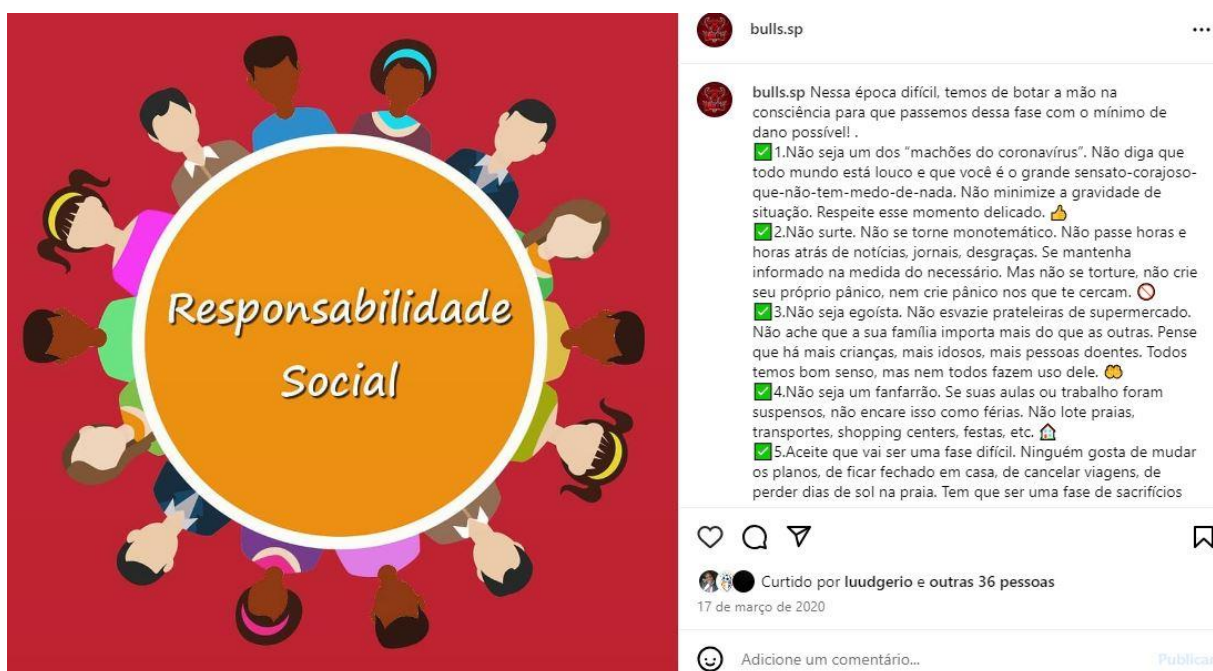 Responsabilidade
Social
bulls.sp
bulls.sp Nessa época difícil, temos de botar a mão na
consciência para que passemos dessa fase com o mínimo de
dano possível! .
✅1.Não seja um dos "machões do coronavírus". Não diga que
todo mundo está louco e que você é o grande sensato-corajoso-
que-não-tem-medo-de-nada. Não minimize a gravidade de
situação. Respeite esse momento delicado. 👍
✅2.Não surte. Não se torne monotemático. Não passe horas e
horas atrás de notícias, jornais, desgraças. Se mantenha
informado na medida do necessário. Mas não se torture, não crie
seu próprio pânico, nem crie pânico nos que te cercam. 🚫
✅3.Não seja egoísta. Não esvazie prateleiras de supermercado.
Não ache que a sua família importa mais do que as outras. Pense
que há mais crianças, mais idosos, mais pessoas doentes. Todos
temos bom senso, mas nem todos fazem uso dele. 🤲
✅4.Não seja um fanfarrão. Se suas aulas ou trabalho foram
suspensos, não encare isso como férias. Não lote praias,
transportes, shopping centers, festas, etc. 🏠
✅5.Aceite que vai ser uma fase difícil. Ninguém gosta de mudar
os planos, de ficar fechado em casa, de cancelar viagens, de
perder dias de sol na praia. Tem que ser uma fase de sacrifícios
Curtido por luudgerio e outras 36 pessoas
17 de março de 2020
Adicione um comentário...
Publicar